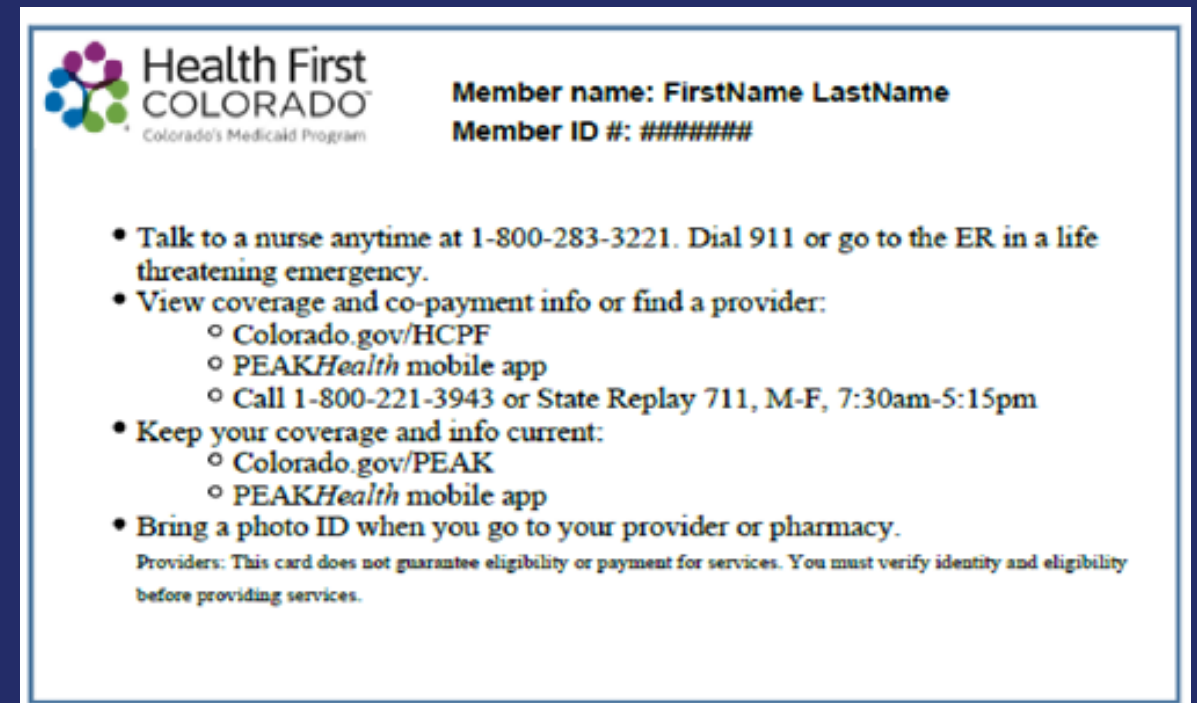 Health First
COLORADO™
Colorado's Medicaid Program
Member name: FirstName LastName
Member ID #: #######
• Talk to a nurse anytime at 1-800-283-3221. Dial 911 or go to the ER in a life
threatening emergency.
• View coverage and co-payment info or find a provider:
○ Colorado.gov/HCPF
○ PEAKHealth mobile app
○ Call 1-800-221-3943 or State Replay 711, M-F, 7:30am-5:15pm
• Keep your coverage and info current:
○ Colorado.gov/PEAK
○ PEAKHealth mobile app
• Bring a photo ID when you go to your provider or pharmacy.
Providers: This card does not guarantee eligibility or payment for services. You must verify identity and eligibility
before providing services.